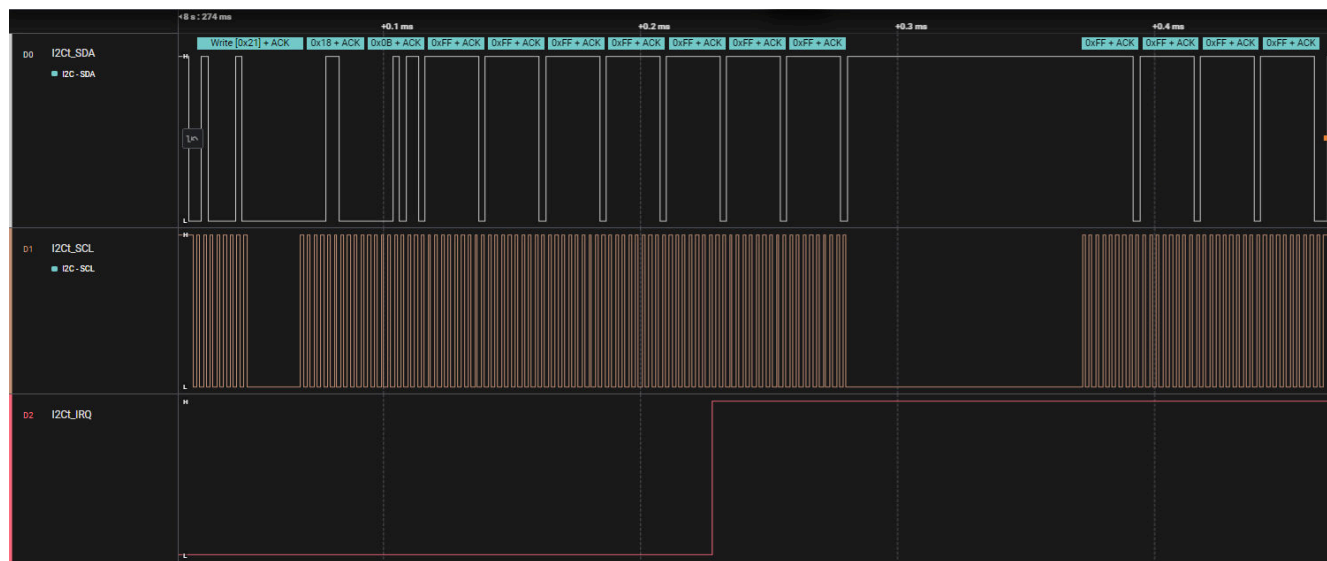 8 s : 274 ms
+0.1 ms +0.2 ms +0.3 ms +0.4 ms
Write [0x21] + ACK 0x18 + ACK 0x0B + ACK 0xFF + ACK 0xFF + ACK 0xFF + ACK 0xFF + ACK 0xFF + ACK 0xFF + ACK 0xFF + ACK 0xFF + ACK 0xFF + ACK 0xFF + ACK 0xFF + ACK
D0 I2Ct_SDA H
I2C - SDA
L
D1 I2Ct_SCL H
I2C - SCL
L
D2 I2Ct_IRQ H
L